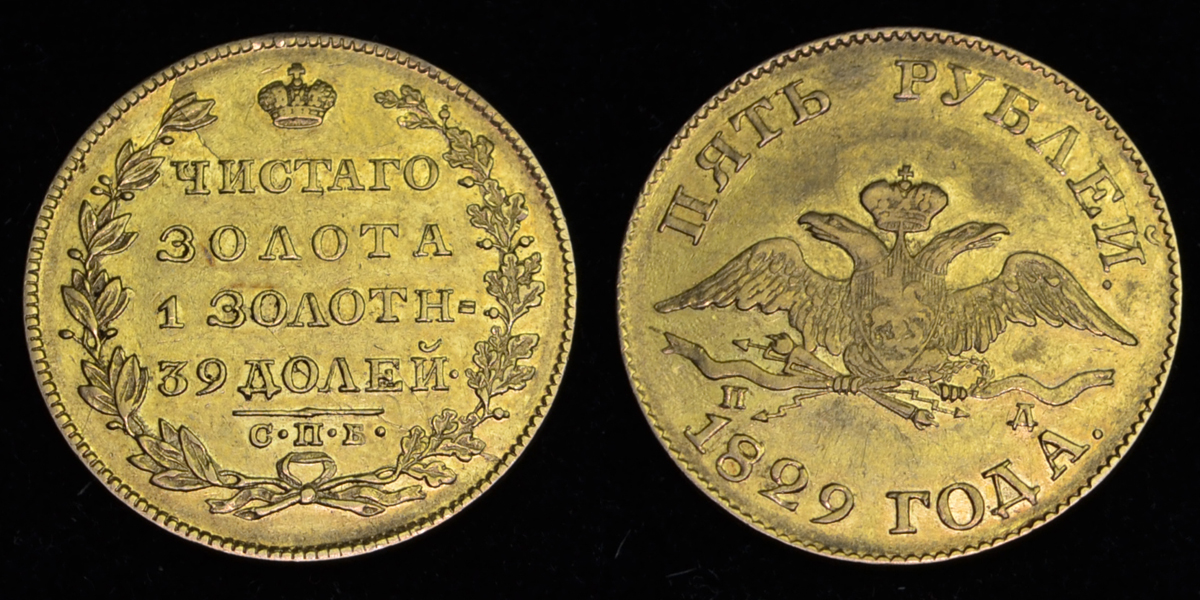 ЧИСТАГО
ЗОЛОТА
1 ЗОЛОТН=
39 ДОЛЕЙ·
С·П·Б·
ПЯТЬ РУБЛЕЙ.
П Д
1829 ГОДА.